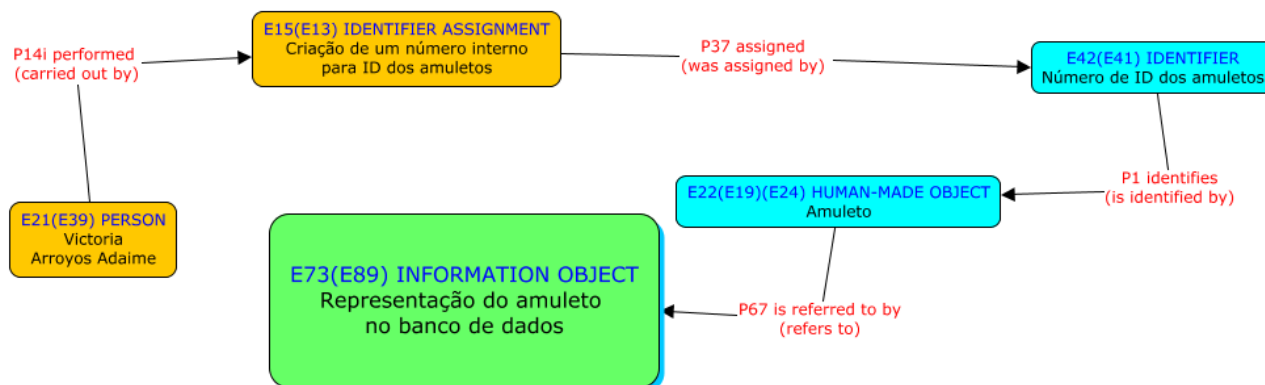 P14i performed
(carried out by)
E15(E13) IDENTIFIER ASSIGNMENT
Criação de um número interno
para ID dos amuletos
P37 assigned
(was assigned by)
E42(E41) IDENTIFIER
Número de ID dos amuletos
E21(E39) PERSON
Victoria
Arroyos Adaime
E22(E19)(E24) HUMAN-MADE OBJECT
Amuleto
P1 identifies
(is identified by)
E73(E89) INFORMATION OBJECT
Representação do amuleto
no banco de dados
P67 is referred to by
(refers to)